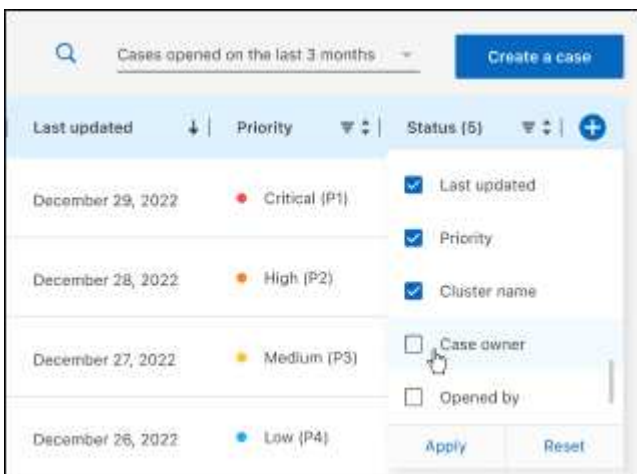 Cases opened on the last 3 months
Create a case
Last updated
Priority
Status (5)
December 29, 2022
Critical (P1)
Last updated
Priority
December 28, 2022
High (P2)
Cluster name
Case owner
December 27, 2022
Medium (P3)
Opened by
December 26, 2022
Low (P4)
Apply
Reset